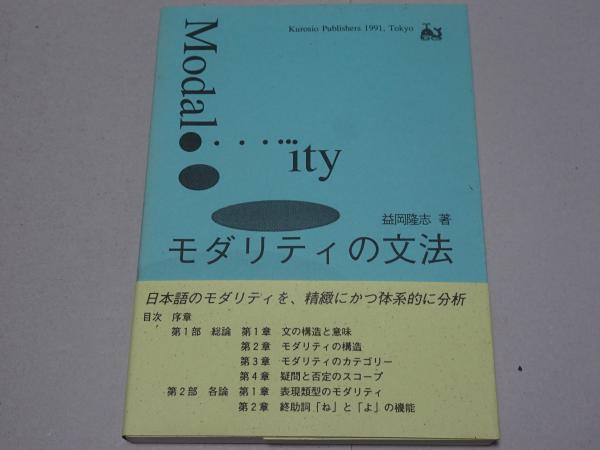 Kurosio Publishers 1991, Tokyo
Modal
ity
益岡隆志 著
モダリティの文法
日本語のモダリティを、精緻にかつ体系的に分析
目次 序章
第1部 総論 第1章 文の構造と意味
第2章 モダリティの構造
第3章 モダリティのカテゴリー
第4章 疑問と否定のスコープ
第2部 各論 第1章 表現類型のモダリティ
第2章 終助詞「ね」と「よ」の機能